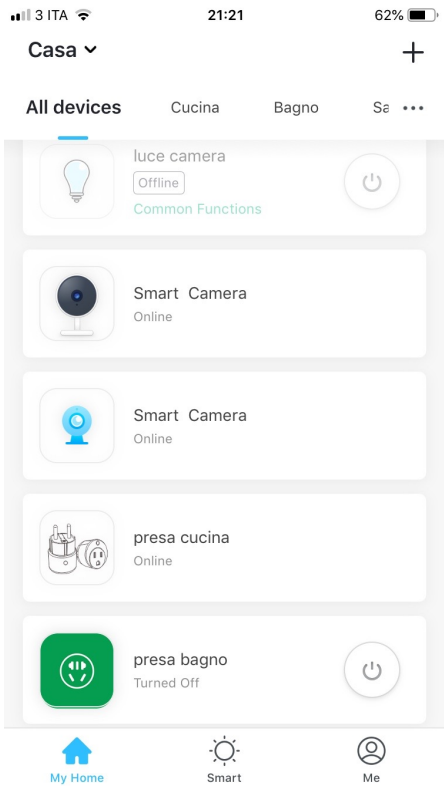 3 ITA
21:21
62%
Casa
All devices
Cucina
Bagno
Sa
luce camera
Offline
Common Functions
Smart Camera
Online
Smart Camera
Online
presa cucina
Online
presa bagno
Turned Off
My Home
Smart
Me